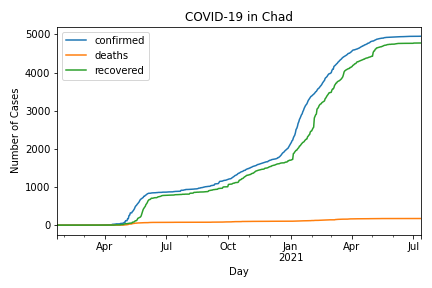 COVID-19 in Chad
confirmed
deaths
recovered
Number of Cases
5000
4000
3000
2000
1000
0
Apr
Jul
Oct
Jan
2021
Apr
Jul
Day